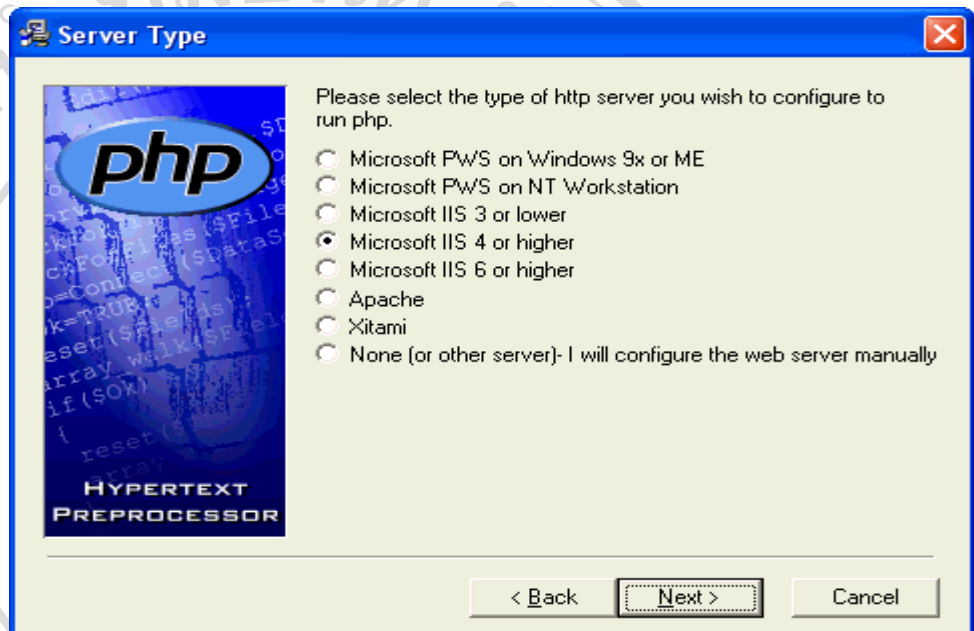 Server Type
Please select the type of http server you wish to configure to
run php.
Microsoft PWS on Windows 9x or ME
Microsoft PWS on NT Workstation
Microsoft IIS 3 or lower
Microsoft IIS 4 or higher
Microsoft IIS 6 or higher
Apache
Xitami
None (or other server)- I will configure the web server manually
php
if($ok)
{
reset($
HYPERTEXT
PREPROCESSOR
< Back
Next >
Cancel